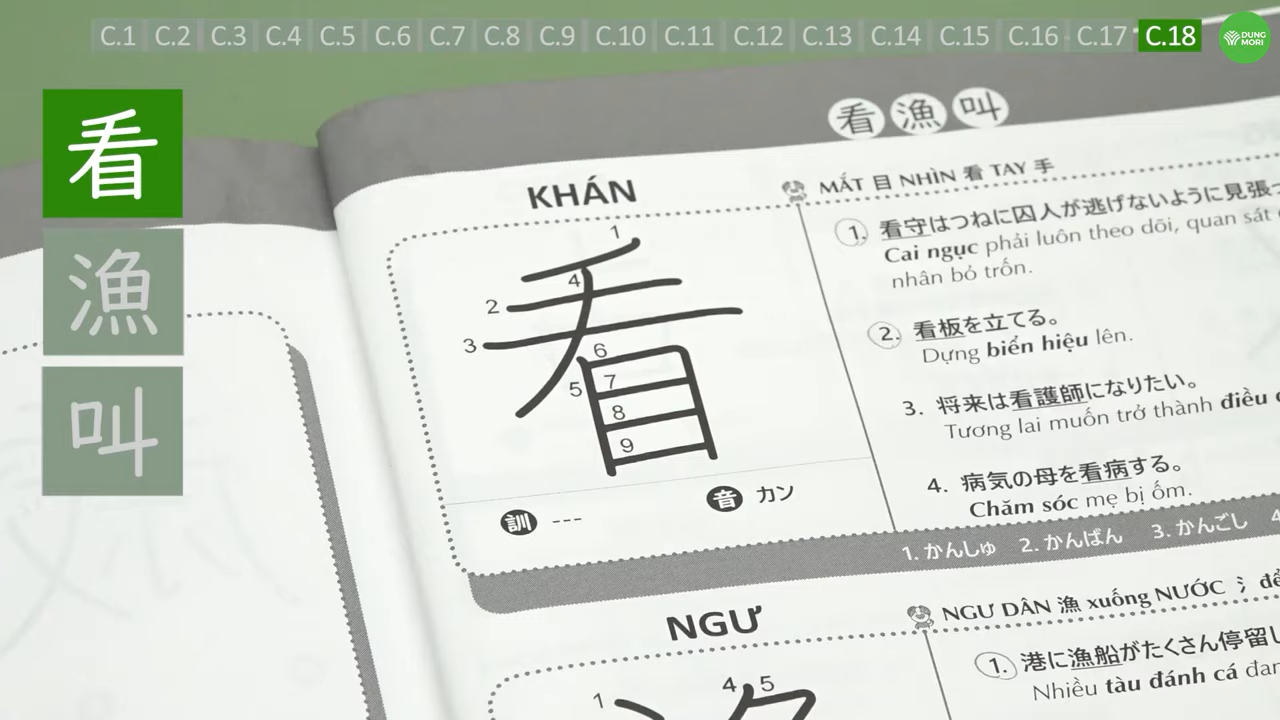 C.1 C.2 C.3 C.4 C.5 C.6 C.7 C.8 C.9 C.10 C.11 C.12 C.13 C.14 C.15 C.16 C.17 C.18
DUNG MORI
看
漁
叫
看 漁 叫
KHÁN
1
2
3
4
5
6
7
8
9
看
訓 ---
音 カン
MẮT 目 NHÌN 看 TAY 手
1. 看守はつねに囚人が逃げないように見張
Cai ngục phải luôn theo dõi, quan sát
nhân bỏ trốn.
2. 看板を立てる。
Dựng biển hiệu lên.
3. 将来は看護師になりたい。
Tương lai muốn trở thành điều
4. 病気の母を看病する。
Chăm sóc mẹ bị ốm.
1. かんしゅ 2. かんばん 3. かんごし 4
NGƯ
1
4 5
NGƯ DÂN 漁 xuống NƯỚC 氵
1. 港に漁船がたくさん停留
Nhiều tàu đánh cá